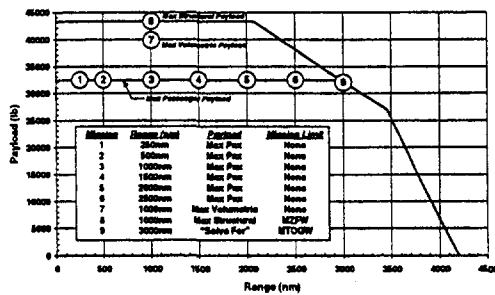 45000
40000
35000
30000
25000
20000
15000
10000
5000
0
Payload (lb)
8 Max Structural Payload
7 Max Volumetric Payload
1 2 3 4 5 6 9
Max Passenger Payload
Mission Range (nm) Payload Mission Limit
1 250nm Max Pax None
2 500nm Max Pax None
3 1000nm Max Pax None
4 1500nm Max Pax None
5 2000nm Max Pax None
6 2500nm Max Pax None
7 1000nm Max Volumetric None
8 1000nm Max Structural MZFW
9 3000nm "Solve For" MTOGW
0 500 1000 1500 2000 2500 3000 3500 4000 4500
Range (nm)